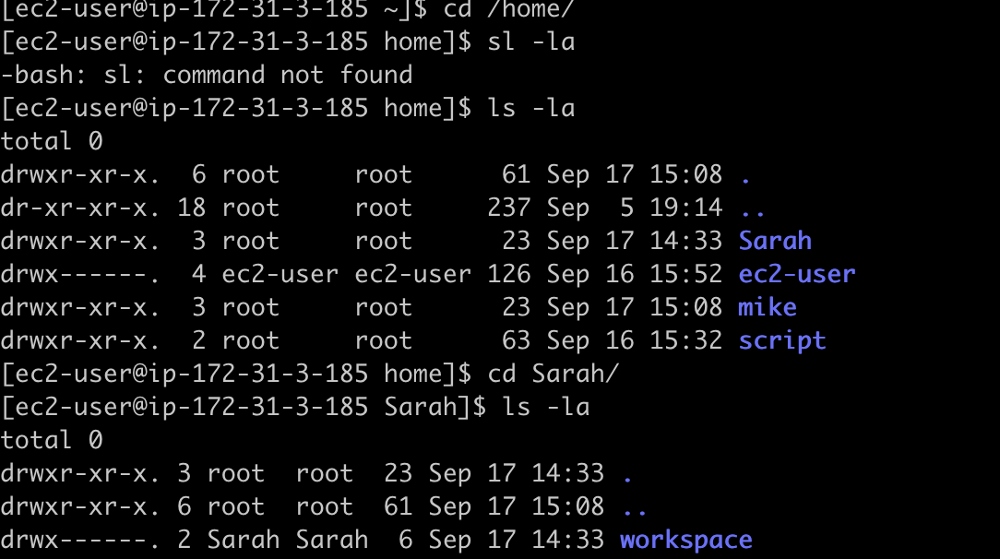 [ec2-user@ip-172-31-3-185 ~]$ cd /home/
[ec2-user@ip-172-31-3-185 home]$ sl -la
-bash: sl: command not found
[ec2-user@ip-172-31-3-185 home]$ ls -la
total 0
drwxr-xr-x.  6 root     root      61 Sep 17 15:08 .
dr-xr-xr-x. 18 root     root     237 Sep  5 19:14 ..
drwxr-xr-x.  3 root     root      23 Sep 17 14:33 Sarah
drwx------.  4 ec2-user ec2-user 126 Sep 16 15:52 ec2-user
drwxr-xr-x.  3 root     root      23 Sep 17 15:08 mike
drwxr-xr-x.  2 root     root      63 Sep 16 15:32 script
[ec2-user@ip-172-31-3-185 home]$ cd Sarah/
[ec2-user@ip-172-31-3-185 Sarah]$ ls -la
total 0
drwxr-xr-x. 3 root  root  23 Sep 17 14:33 .
drwxr-xr-x. 6 root  root  61 Sep 17 15:08 ..
drwx------. 2 Sarah Sarah  6 Sep 17 14:33 workspace